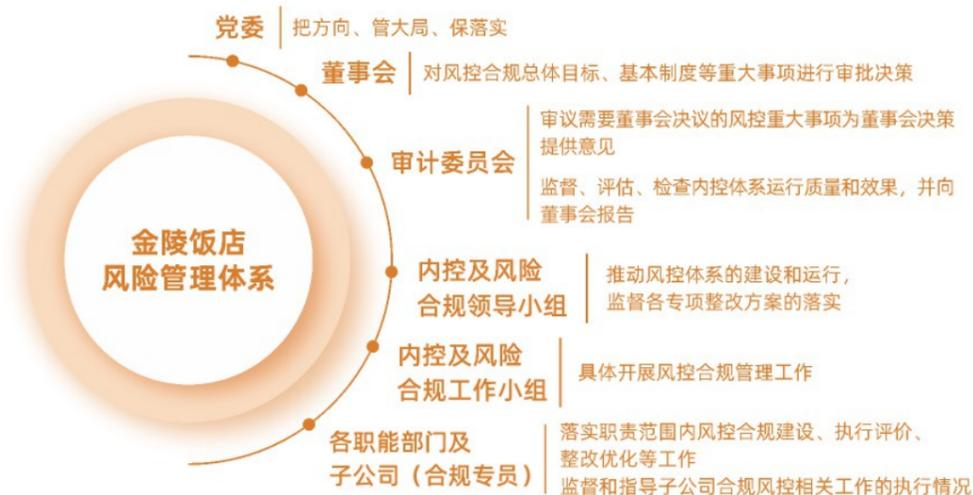 党委
把方向、管大局、保落实
董事会
对风控合规总体目标、基本制度等重大事项进行审批决策
审计委员会
审议需要董事会决议的风控重大事项为董事会决策
提供意见
监督、评估、检查内控体系运行质量和效果，并向
董事会报告
金陵饭店
风险管理体系
内控及风险
合规领导小组
推动风控体系的建设和运行，
监督各专项整改方案的落实
内控及风险
合规工作小组
具体开展风控合规管理工作
各职能部门及
子公司（合规专员）
落实职责范围内风控合规建设、执行评价、
整改优化等工作
监督和指导子公司合规风控相关工作的执行情况